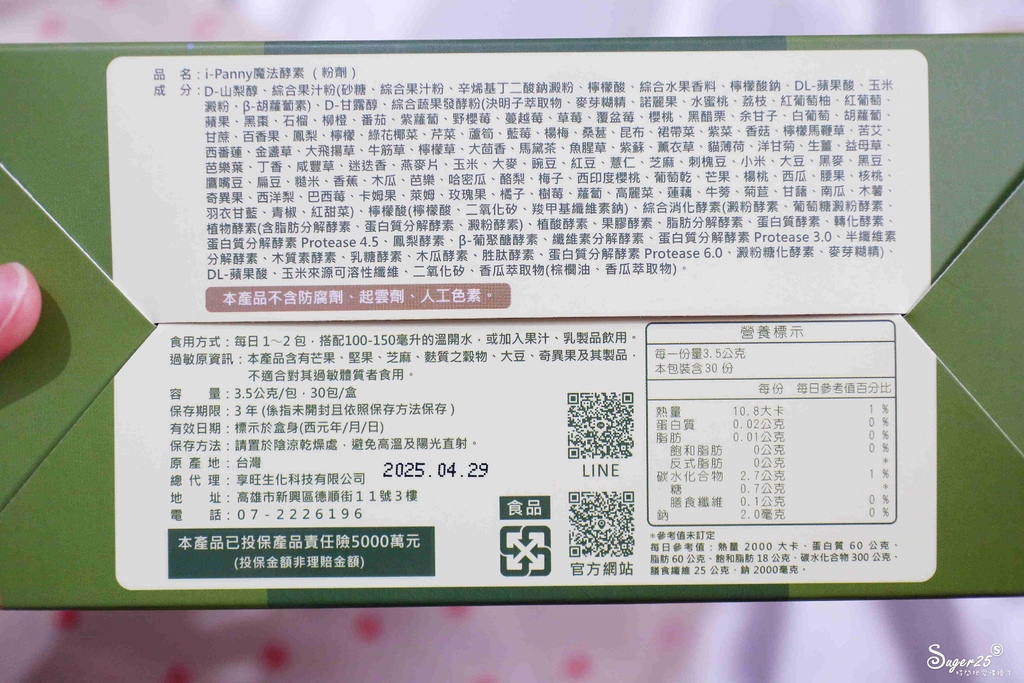 品　名：i-Panny魔法酵素（粉劑）
成　分：D-山梨醇、綜合果汁粉(砂糖、綜合果汁粉、辛烯基丁二酸鈉澱粉、檸檬酸、綜合水果香料、檸檬酸鈉、DL-蘋果酸、玉米
澱粉、β-胡蘿蔔素)、D-甘露醇、綜合蔬果發酵粉(決明子萃取物、麥芽糊精、諾麗果、水蜜桃、荔枝、紅葡萄柚、紅葡萄、
蘋果、黑棗、石榴、柳橙、番茄、紫蘿蔔、野櫻莓、蔓越莓、草莓、覆盆莓、櫻桃、黑醋栗、余甘子、白葡萄、胡蘿蔔
甘蔗、百香果、鳳梨、檸檬、綠花椰菜、芹菜、蘆筍、藍莓、楊梅、桑葚、昆布、裙帶菜、紫菜、香菇、檸檬馬鞭草、苦艾、
西番蓮、金盞草、大飛揚草、牛筋草、檸檬草、大茴香、馬黛茶、魚腥草、紫蘇、薰衣草、貓薄荷、洋甘菊、生薑、益母草、
芭樂葉、丁香、咸豐草、迷迭香、燕麥片、玉米、大麥、豌豆、紅豆、薏仁、芝麻、刺槐豆、小米、大豆、黑麥、黑豆、
鷹嘴豆、扁豆、糙米、香蕉、木瓜、芭樂、哈密瓜、酪梨、梅子、西印度櫻桃、葡萄乾、芒果、楊桃、西瓜、腰果、核桃、
奇異果、西洋梨、巴西莓、卡姆果、萊姆、玫瑰果、橘子、樹莓、蘿蔔、高麗菜、蓮藕、牛蒡、菊苣、甘藷、南瓜、木薯、
羽衣甘藍、青椒、紅甜菜)、檸檬酸(檸檬酸、二氧化矽、羧甲基纖維素鈉)、綜合消化酵素(澱粉酵素、葡萄糖澱粉酵素、
植物酵素(含脂肪分解酵素、蛋白質分解酵素、澱粉酵素)、植酸酵素、果膠酵素、脂肪分解酵素、蛋白質酵素、轉化酵素、
蛋白質分解酵素 Protease 4.5、鳳梨酵素、β-葡聚醣酵素、纖維素分解酵素、蛋白質分解酵素 Protease 3.0、半纖維素
分解酵素、木質素酵素、乳糖酵素、木瓜酵素、胜肽酵素、蛋白質分解酵素 Protease 6.0、澱粉糖化酵素、麥芽糊精)、
DL-蘋果酸、玉米來源可溶性纖維、二氧化矽、香瓜萃取物(棕櫚油、香瓜萃取物)。
本產品不含防腐劑、起雲劑、人工色素。
食用方式：每日 1～2 包，搭配100-150毫升的溫開水，或加入果汁、乳製品飲用。
過敏原資訊：本產品含有芒果、堅果、芝麻、麩質之穀物、大豆、奇異果及其製品，
不適合對其過敏體質者食用。
容　　量：3.5公克/包，30包/盒
保存期限：3 年 (係指未開封且依照保存方法保存)
有效日期：標示於盒身(西元年/月/日)
保存方法：請置於陰涼乾燥處，避免高溫及陽光直射。
原 產 地：台灣
2025.04.29
總 代 理：享旺生化科技有限公司
地　　址：高雄市新興區德順街11號3樓
電　　話：07-2226196
本產品已投保產品責任險5000萬元
(投保金額非理賠金額)
食品
LINE
官方網站
營養標示
每一份量3.5公克
本包裝含30 份
每份　每日參考值百分比
熱量　10.8大卡　1 %
蛋白質　0.02公克　0 %
脂肪　0.01公克　0 %
飽和脂肪　0公克　0 %
反式脂肪　0公克　*
碳水化合物　2.7公克　1 %
糖　0.7公克　*
膳食纖維　0.1公克　0 %
鈉　2.0毫克　0 %
*參考值未訂定
每日參考值：熱量 2000 大卡、蛋白質 60 公克、
脂肪 60 公克、飽和脂肪 18 公克、碳水化合物 300 公克、
膳食纖維 25 公克、鈉 2000毫克。
Suger25